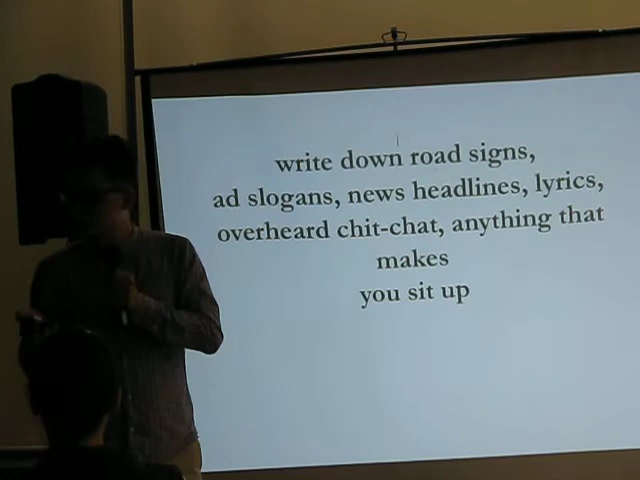 write down road signs,
ad slogans, news headlines, lyrics,
overheard chit-chat, anything that
makes
you sit up